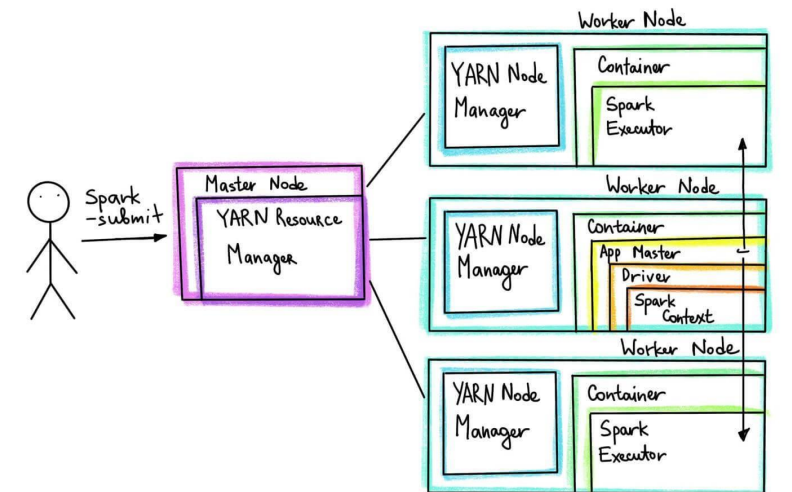 Worker Node
YARN Node
Manager
Container
Spark
Executor
Spark
-submit
Master Node
YARN Resource
Manager
Worker Node
YARN Node
Manager
Container
App Master
Driver
Spark
Context
Worker Node
YARN Node
Manager
Container
Spark
Executor